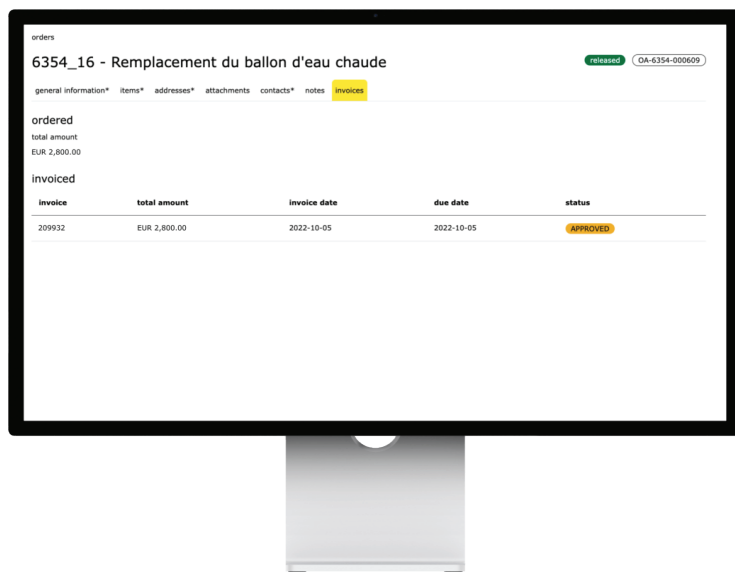 orders
6354_16 - Remplacement du ballon d'eau chaude
released OA-6354-000609
general information* items* addresses* attachments contacts* notes invoices
ordered
total amount
EUR 2,800.00
invoiced
invoice total amount invoice date due date status
209932 EUR 2,800.00 2022-10-05 2022-10-05 APPROVED